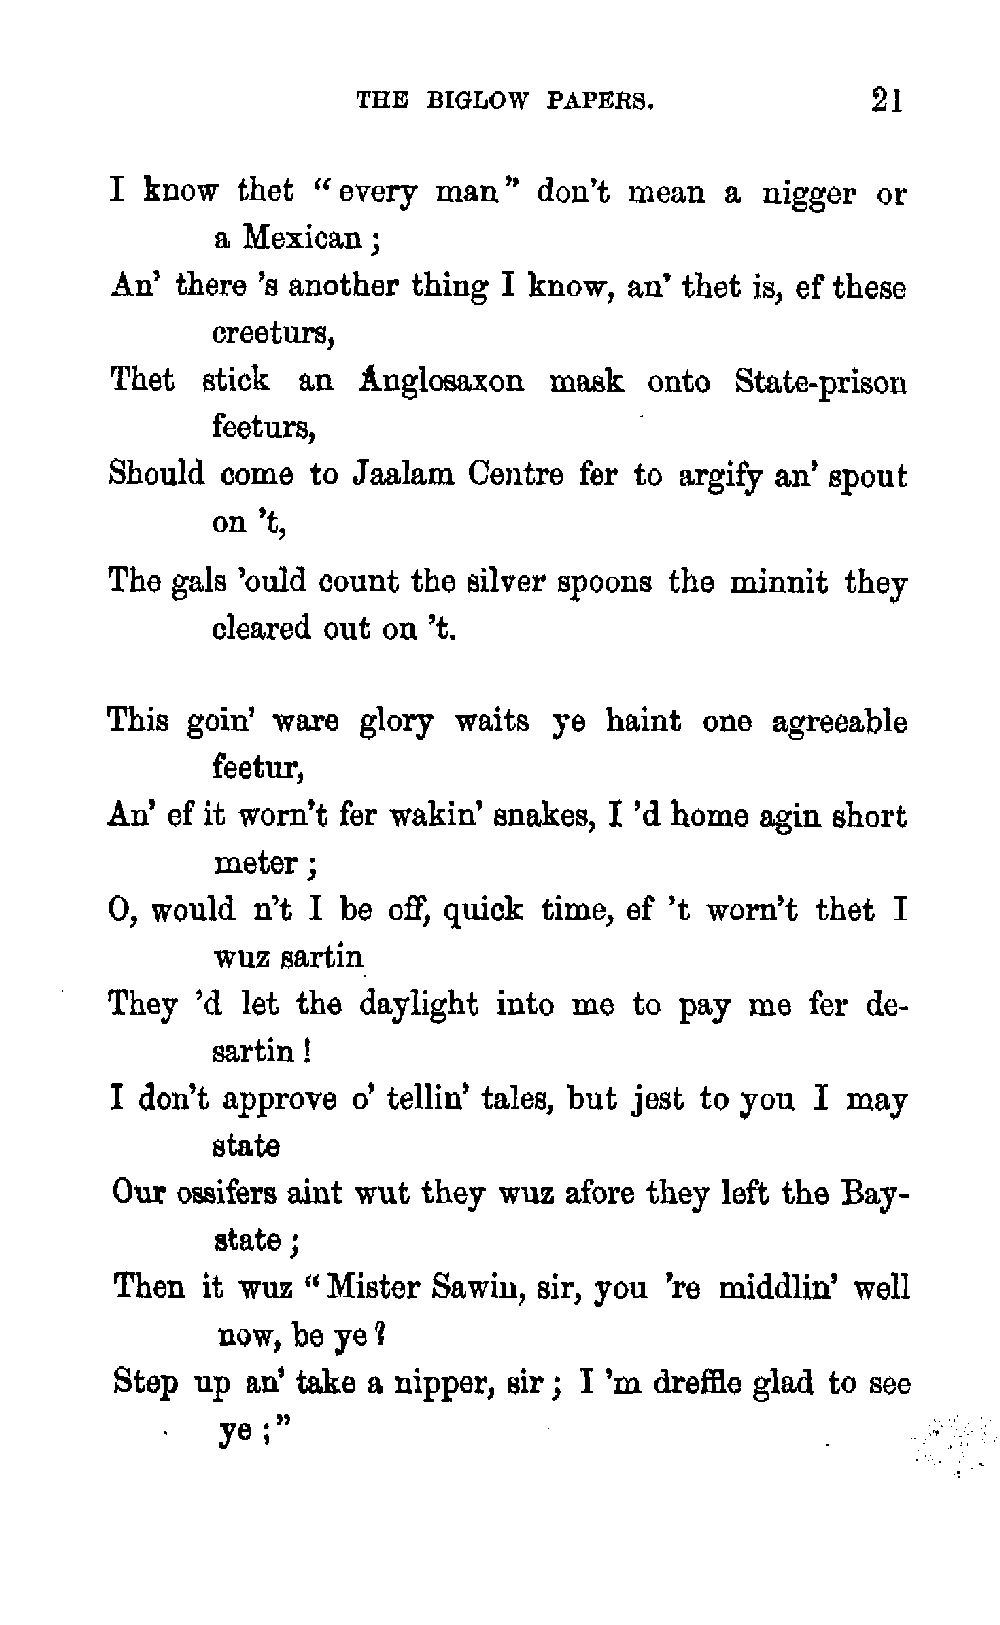 THE BIGLOW PAPERS. 21
I know thet "every man" don't mean a nigger or
a Mexican;
An' there 's another thing I know, an' thet is, ef these
creeturs,
Thet stick an Anglosaxon mask onto State-prison
feeturs,
Should come to Jaalam Centre fer to argify an' spout
on 't,
The gals 'ould count the silver spoons the minnit they
cleared out on 't.
This goin' ware glory waits ye haint one agreeable
feetur,
An' ef it worn't fer wakin' snakes, I 'd home agin short
meter;
O, would n't I be off, quick time, ef 't worn't thet I
wuz sartin
They 'd let the daylight into me to pay me fer de-
sartin!
I don't approve o' tellin' tales, but jest to you I may
state
Our ossifers aint wut they wuz afore they left the Bay-
state;
Then it wuz "Mister Sawin, sir, you 're middlin' well
now, be ye?
Step up an' take a nipper, sir; I 'm dreffle glad to see
ye;"